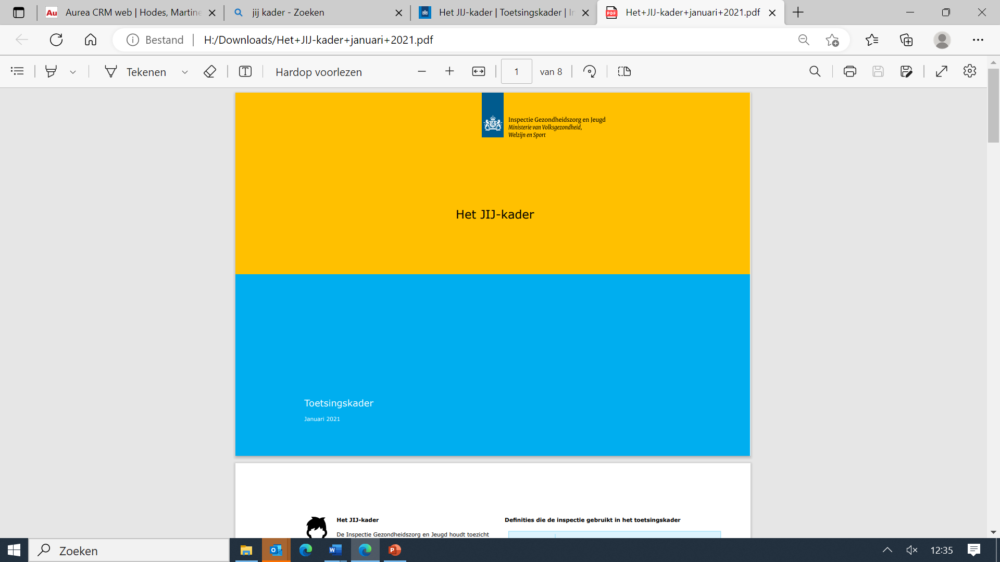 Au Aurea CRM web | Hodes, Martine
jij kader - Zoeken
Het JIJ-kader | Toetsingskader |
Het+JIJ-kader+januari+2021.pdf
Bestand
H:/Downloads/Het+JIJ-kader+januari+2021.pdf
Tekenen
Hardop voorlezen
1
van 8
Inspectie Gezondheidszorg en Jeugd
Ministerie van Volksgezondheid,
Welzijn en Sport
Het JIJ-kader
Toetsingskader
Januari 2021
Het JIJ-kader
De Inspectie Gezondheidszorg en Jeugd houdt toezicht
Definities die de inspectie gebruikt in het toetsingskader
Zoeken
12:35